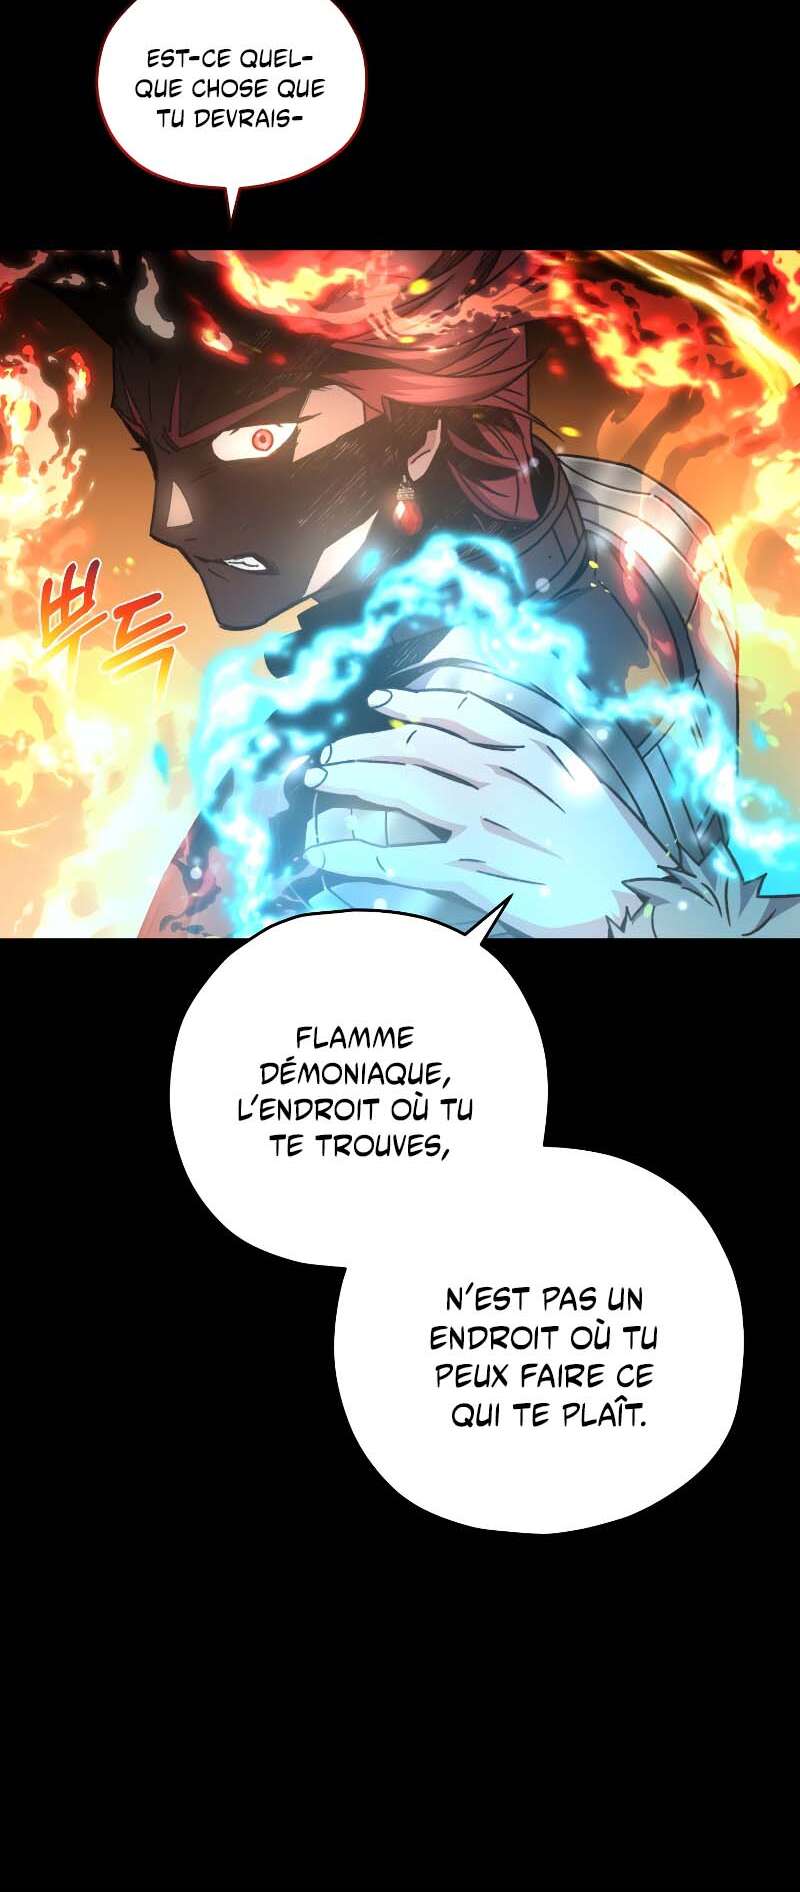 EST-CE QUEL-
QUE CHOSE QUE
TU DEVRAIS-
뿌득
FLAMME
DÉMONIAQUE,
L'ENDROIT OÙ TU
TE TROUVES,
N'EST PAS UN
ENDROIT OÙ TU
PEUX FAIRE CE
QUI TE PLAÎT.